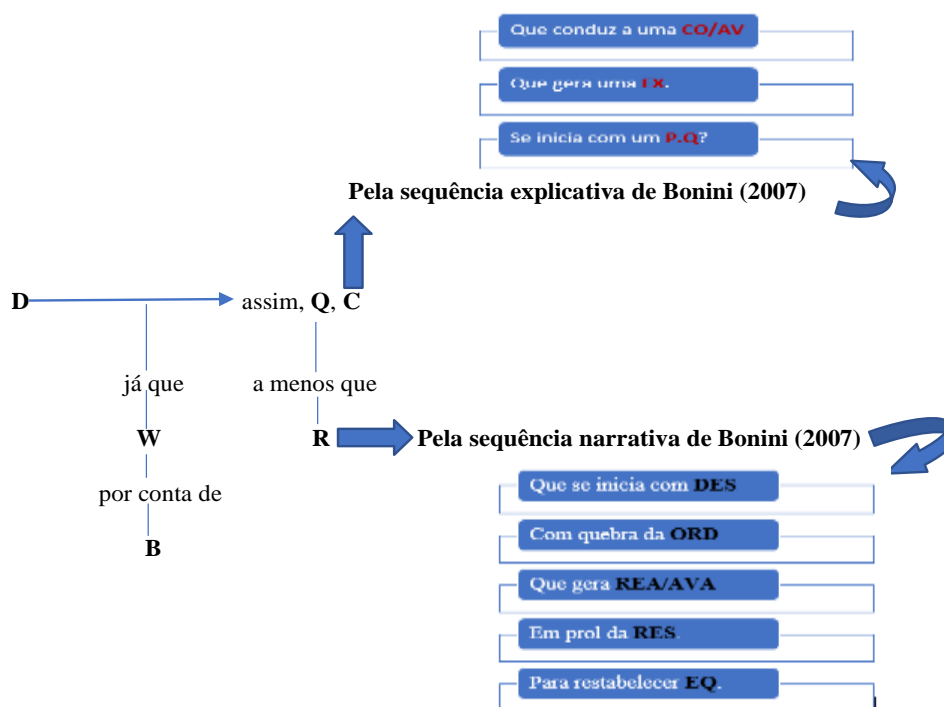 Que conduz a uma CO/AV
Que gera uma EX.
Se inicia com um P.Q?
Pela sequência explicativa de Bonini (2007)
D
assim, Q, C
já que
a menos que
W
R
Pela sequência narrativa de Bonini (2007)
por conta de
B
Que se inicia com DES
Com quebra da ORD
Que gera REA/AVA
Em prol da RES.
Para restabelecer EQ.